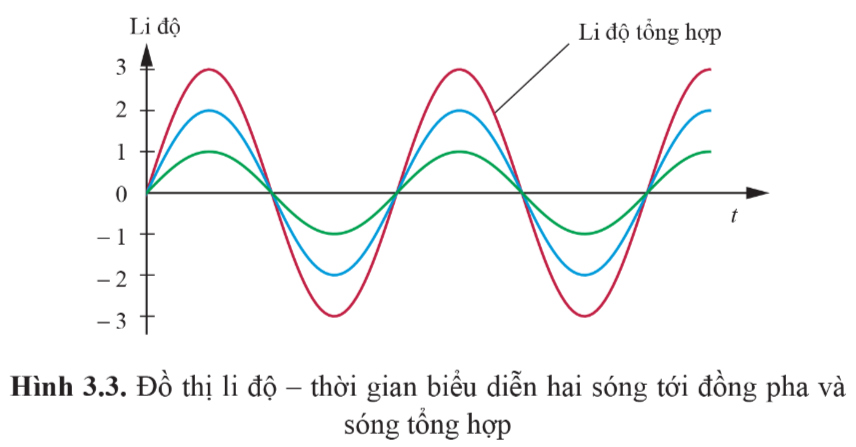 Li độ
Li độ tổng hợp
3
2
1
0
– 1
– 2
– 3
t
Hình 3.3. Đồ thị li độ – thời gian biểu diễn hai sóng tới đồng pha và
sóng tổng hợp